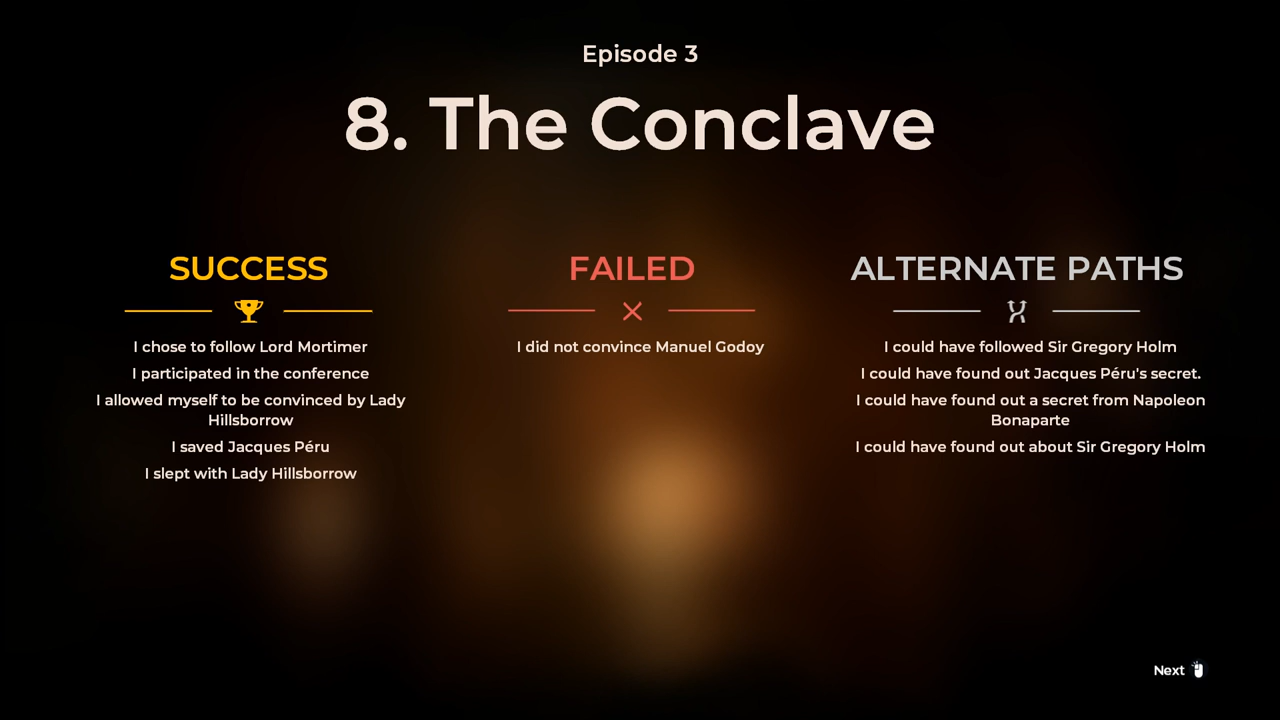 Episode 3
8. The Conclave
SUCCESS
I chose to follow Lord Mortimer
I participated in the conference
I allowed myself to be convinced by Lady
Hillsborrow
I saved Jacques Péru
I slept with Lady Hillsborrow
FAILED
I did not convince Manuel Godoy
ALTERNATE PATHS
I could have followed Sir Gregory Holm
I could have found out Jacques Péru's secret.
I could have found out a secret from Napoleon
Bonaparte
I could have found out about Sir Gregory Holm
Next